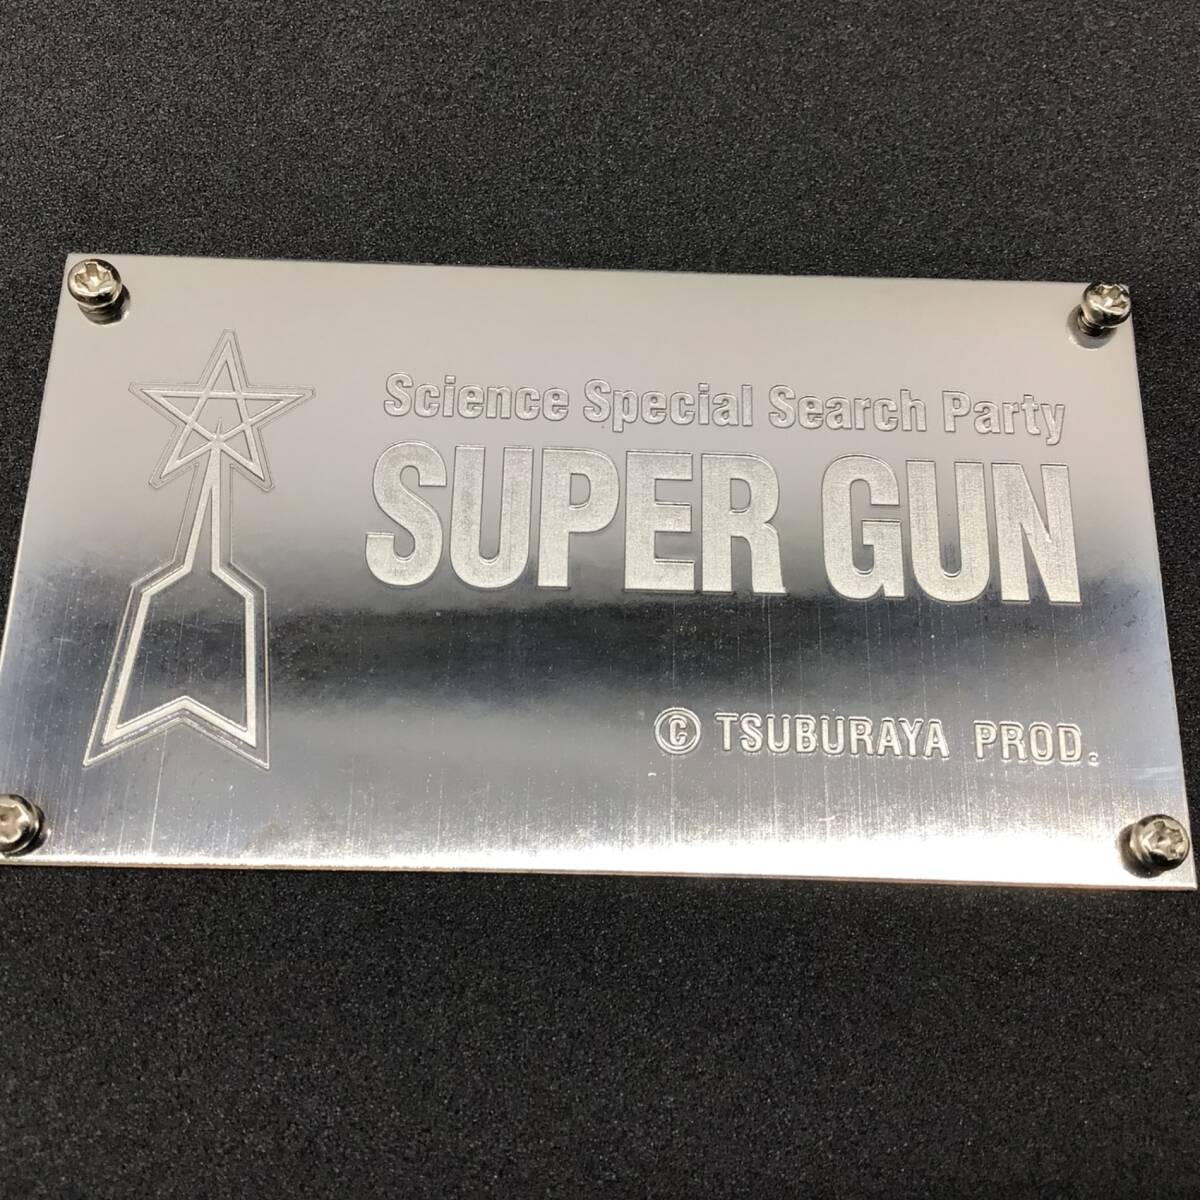 Science Special Search Party
SUPER GUN
© TSUBURAYA PROD.